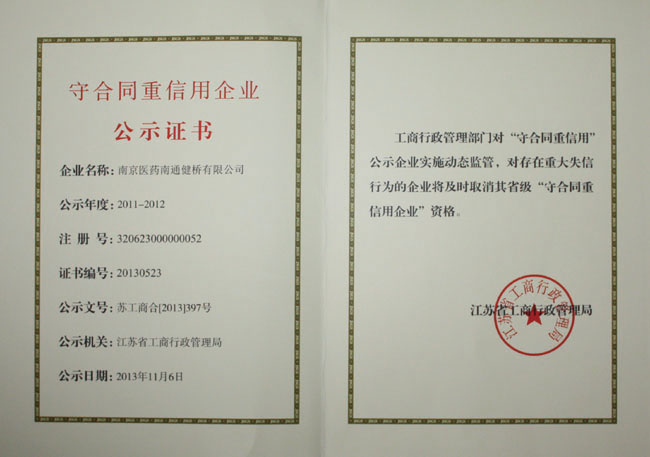 守合同重信用企业
公示证书
企业名称：南京医药南通健桥有限公司
公示年度：2011-2012
注 册 号：320623000000052
证书编号：20130523
公示文号：苏工商合[2013]397号
公示机关：江苏省工商行政管理局
公示日期：2013年11月6日
工商行政管理部门对“守合同重信用”
公示企业实施动态监管，对存在重大失信
行为的企业将及时取消其省级“守合同重
信用企业”资格。
江苏省工商行政管理局
江苏省工商行政管理局